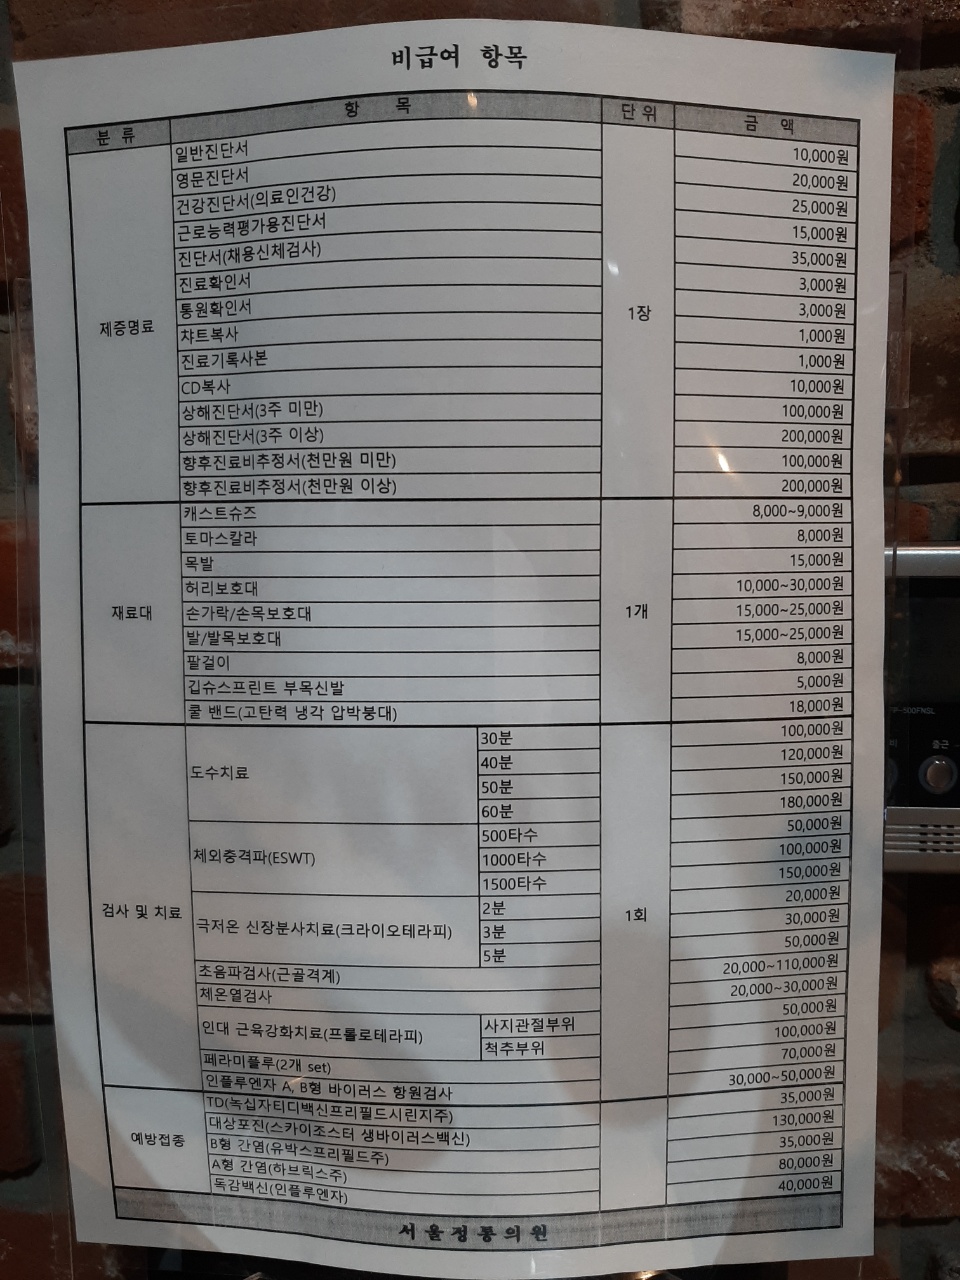 비급여 항목
분 류 항 목 단 위 금 액
제증명료 일반진단서 1장 10,000원
영문진단서 20,000원
건강진단서(의료인건강) 25,000원
근로능력평가용진단서 15,000원
진단서(채용신체검사) 35,000원
진료확인서 3,000원
통원확인서 3,000원
챠트복사 1,000원
진료기록사본 1,000원
CD복사 10,000원
상해진단서(3주 미만) 100,000원
상해진단서(3주 이상) 200,000원
향후진료비추정서(천만원 미만) 100,000원
향후진료비추정서(천만원 이상) 200,000원
재료대 캐스트슈즈 1개 8,000~9,000원
토마스칼라 8,000원
목발 15,000원
허리보호대 10,000~30,000원
손가락/손목보호대 15,000~25,000원
발/발목보호대 15,000~25,000원
팔걸이 8,000원
깁슈스프린트 부목신발 5,000원
쿨 밴드(고탄력 냉각 압박붕대) 18,000원
검사 및 치료 도수치료 30분 1회 100,000원
40분 120,000원
50분 150,000원
60분 180,000원
체외충격파(ESWT) 500타수 50,000원
1000타수 100,000원
1500타수 150,000원
극저온 신장분사치료(크라이오테라피) 2분 20,000원
3분 30,000원
5분 50,000원
초음파검사(근골격계) 20,000~110,000원
체온열검사 20,000~30,000원
인대 근육강화치료(프롤로테라피) 사지관절부위 50,000원
척추부위 100,000원
페라미플루(2개 set) 70,000원
인플루엔자 A, B형 바이러스 항원검사 30,000~50,000원
예방접종 TD(녹십자티디백신프리필드시린지주) 35,000원
대상포진(스카이조스터 생바이러스백신) 130,000원
B형 간염(유박스프리필드주) 35,000원
A형 간염(하브릭스주) 80,000원
독감백신(인플루엔자) 40,000원
서울정통의원
출근